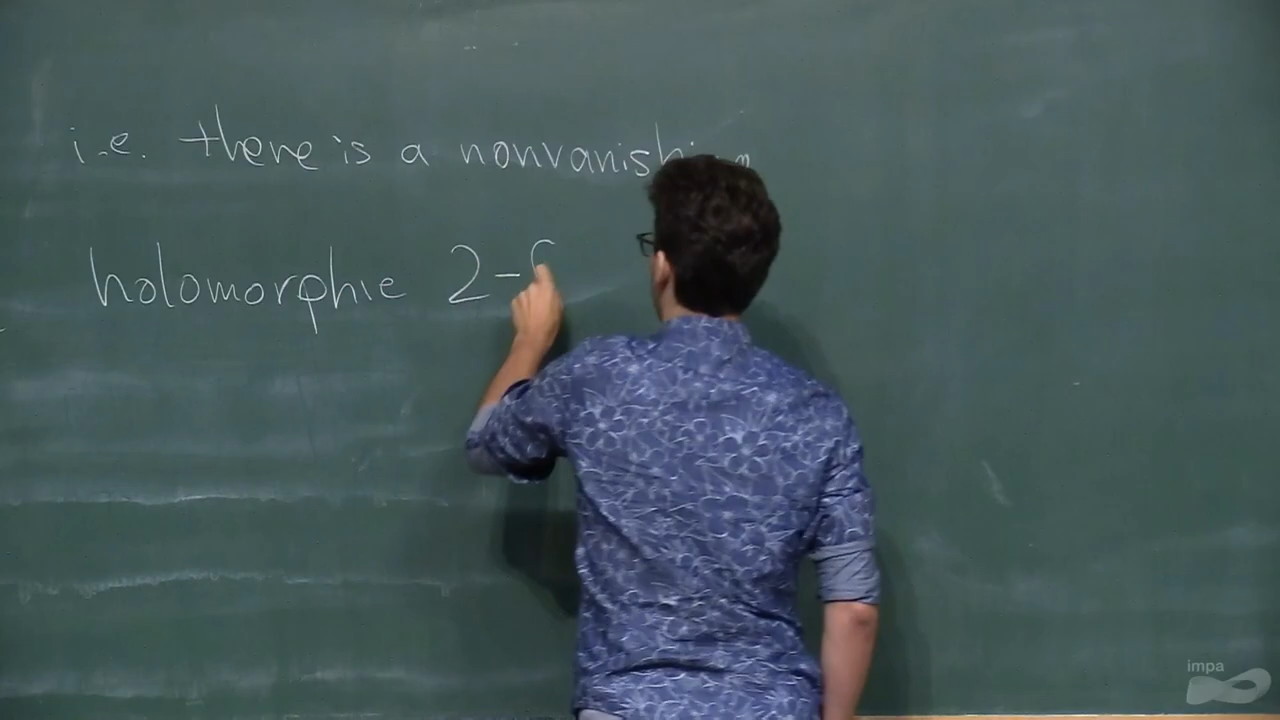 i.e. there is a nonvanishing
holomorphic 2-f
impa